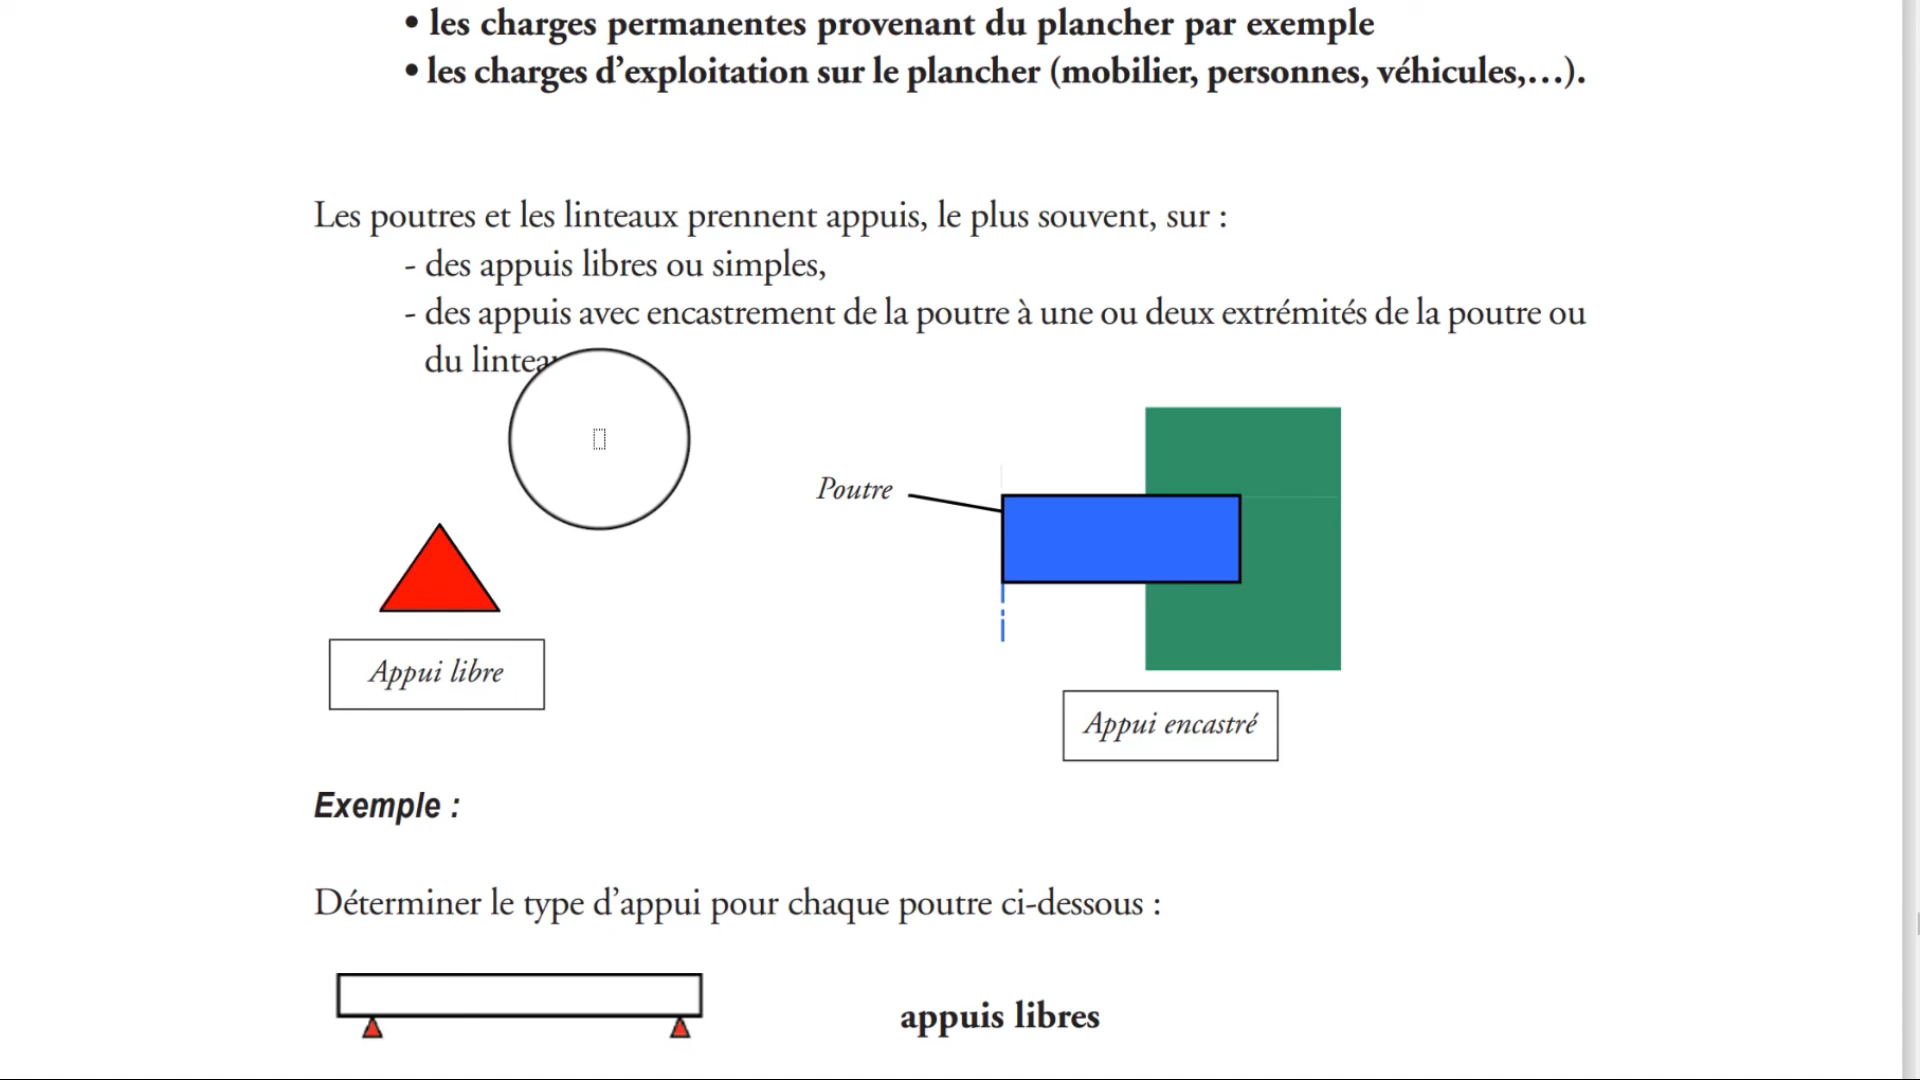 • les charges permanentes provenant du plancher par exemple
• les charges d’exploitation sur le plancher (mobilier, personnes, véhicules,…).
Les poutres et les linteaux prennent appuis, le plus souvent, sur :
- des appuis libres ou simples,
- des appuis avec encastrement de la poutre à une ou deux extrémités de la poutre ou
du
Poutre
Appui libre
Appui encastré
Exemple :
Déterminer le type d’appui pour chaque poutre ci-dessous :
appuis libres